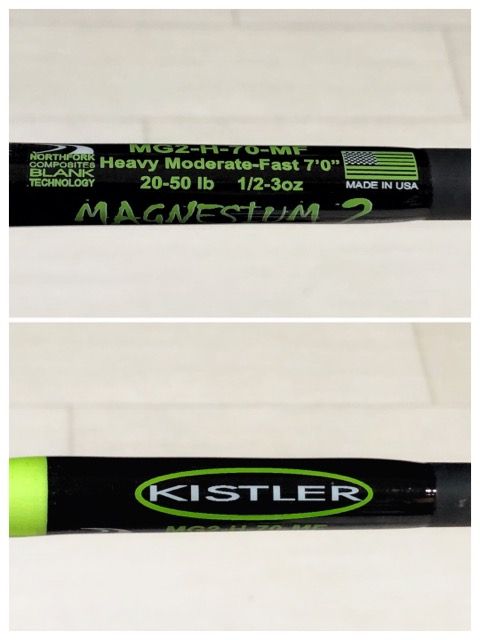 MG2-H-70-MF
NORTHFORK
COMPOSITES
BLANK
TECHNOLOGY
Heavy Moderate-Fast 7'0"
20-50 lb 1/2-3oz
MADE IN USA
MAGNESIUM 2
KISTLER
MG2-H-70-MF